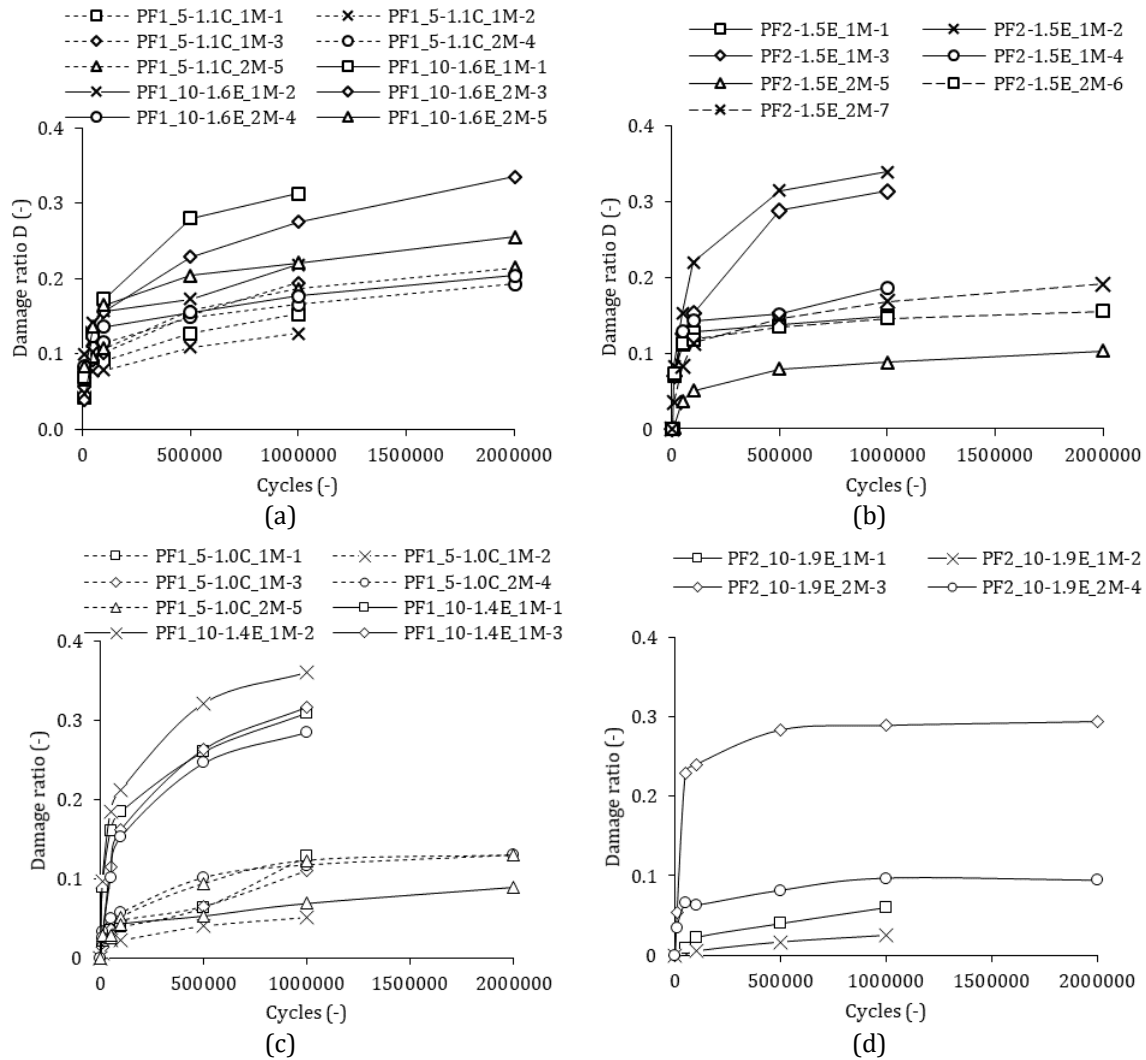 PF1_5-1.1C_1M-1 PF1_5-1.1C_1M-2
PF1_5-1.1C_1M-3 PF1_5-1.1C_2M-4
PF1_5-1.1C_2M-5 PF1_10-1.6E_1M-1
PF1_10-1.6E_1M-2 PF1_10-1.6E_2M-3
PF1_10-1.6E_2M-4 PF1_10-1.6E_2M-5
0.4
0.3
0.2
0.1
0.0
Damage ratio D (-)
0 500000 1000000 1500000 2000000
Cycles (-)
(a)
PF2-1.5E_1M-1 PF2-1.5E_1M-2
PF2-1.5E_1M-3 PF2-1.5E_1M-4
PF2-1.5E_2M-5 PF2-1.5E_2M-6
PF2-1.5E_2M-7
0.4
0.3
0.2
0.1
0.0
Damage ratio D (-)
0 500000 1000000 1500000 2000000
Cycles (-)
(b)
PF1_5-1.0C_1M-1 PF1_5-1.0C_1M-2
PF1_5-1.0C_1M-3 PF1_5-1.0C_2M-4
PF1_5-1.0C_2M-5 PF1_10-1.4E_1M-1
PF1_10-1.4E_1M-2 PF1_10-1.4E_1M-3
0.4
0.3
0.2
0.1
0
Damage ratio (-)
0 500000 1000000 1500000 2000000
Cycles (-)
(c)
PF2_10-1.9E_1M-1 PF2_10-1.9E_1M-2
PF2_10-1.9E_2M-3 PF2_10-1.9E_2M-4
0.4
0.3
0.2
0.1
0
Damage ratio (-)
0 500000 1000000 1500000 2000000
Cycles (-)
(d)